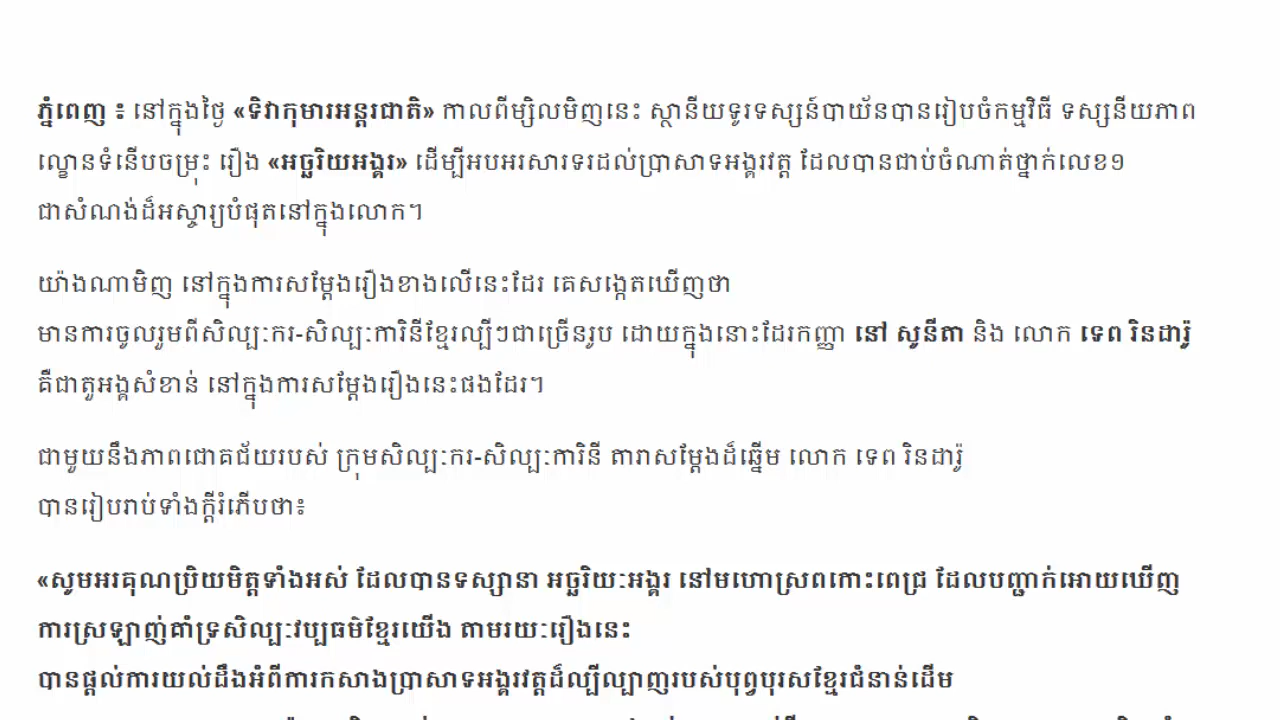 ភ្នំពេញ ៖ នៅក្នុងថ្ងៃ «ទិវាកុមារអន្តរជាតិ» កាលពីម្សិលមិញនេះ ស្ថានីយទូរទស្សន៍បាយ័នបានរៀបចំកម្មវិធី ទស្សនីយភាព
ល្ខោនទំនើបចម្រុះ រឿង «អច្ឆរិយអង្គរ» ដើម្បីអបអរសារទរដល់ប្រាសាទអង្គរវត្ត ដែលបានជាប់ចំណាត់ថ្នាក់លេខ១
ជាសំណង់ដ៏អស្ចារ្យបំផុតនៅក្នុងលោក។
យ៉ាងណាមិញ នៅក្នុងការសម្ដែងរឿងខាងលើនេះដែរ គេសង្កេតឃើញថា
មានការចូលរួមពីសិល្បៈករ-សិល្បៈការិនីខ្មែរល្បីៗជាច្រើនរូប ដោយក្នុងនោះដែរកញ្ញា នៅ សូនីតា និង លោក ទេព រិនដារ៉ូ
គឺជាតួអង្គសំខាន់ នៅក្នុងការសម្ដែងរឿងនេះផងដែរ។
ជាមួយនឹងភាពជោគជ័យរបស់ ក្រុមសិល្បៈករ-សិល្បៈការិនី តារាសម្ដែងដ៏ឆ្នើម លោក ទេព រិនដារ៉ូ
បានរៀបរាប់ទាំងក្ដីរំភើបថា៖
«សូមអរគុណប្រិយមិត្តទាំងអស់ ដែលបានទស្សនា អច្ឆរិយៈអង្គរ នៅមហោស្រពកោះពេជ្រ ដែលបញ្ជាក់អោយឃើញ
ការស្រឡាញ់គាំទ្រសិល្បៈវប្បធម៌ខ្មែរយើង តាមរយៈរឿងនេះ
បានផ្ដល់ការយល់ដឹងអំពីការកសាងប្រាសាទអង្គរវត្តដ៏ល្បីល្បាញរបស់បុព្វបុរសខ្មែរជំនាន់ដើម